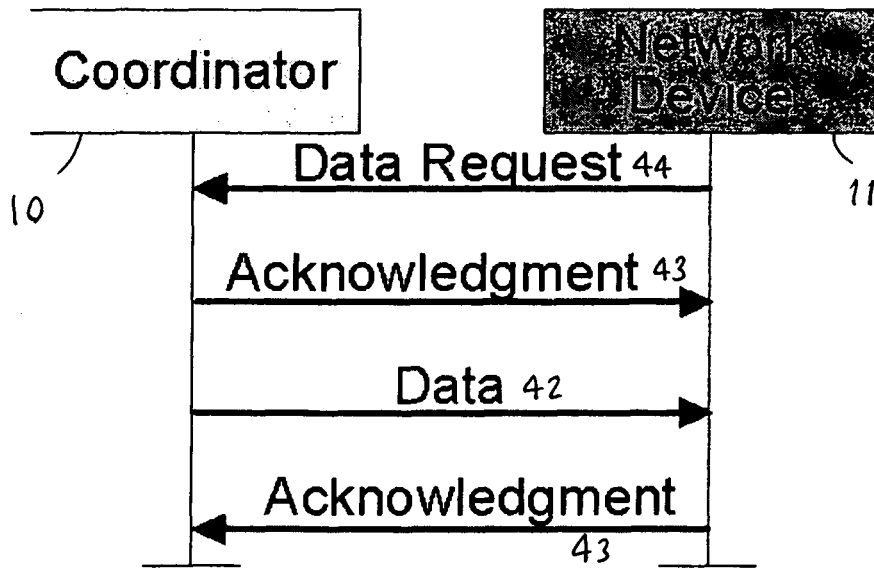 Coordinator
Network
Device
10
11
Data Request 44
Acknowledgment 43
Data 42
Acknowledgment
43